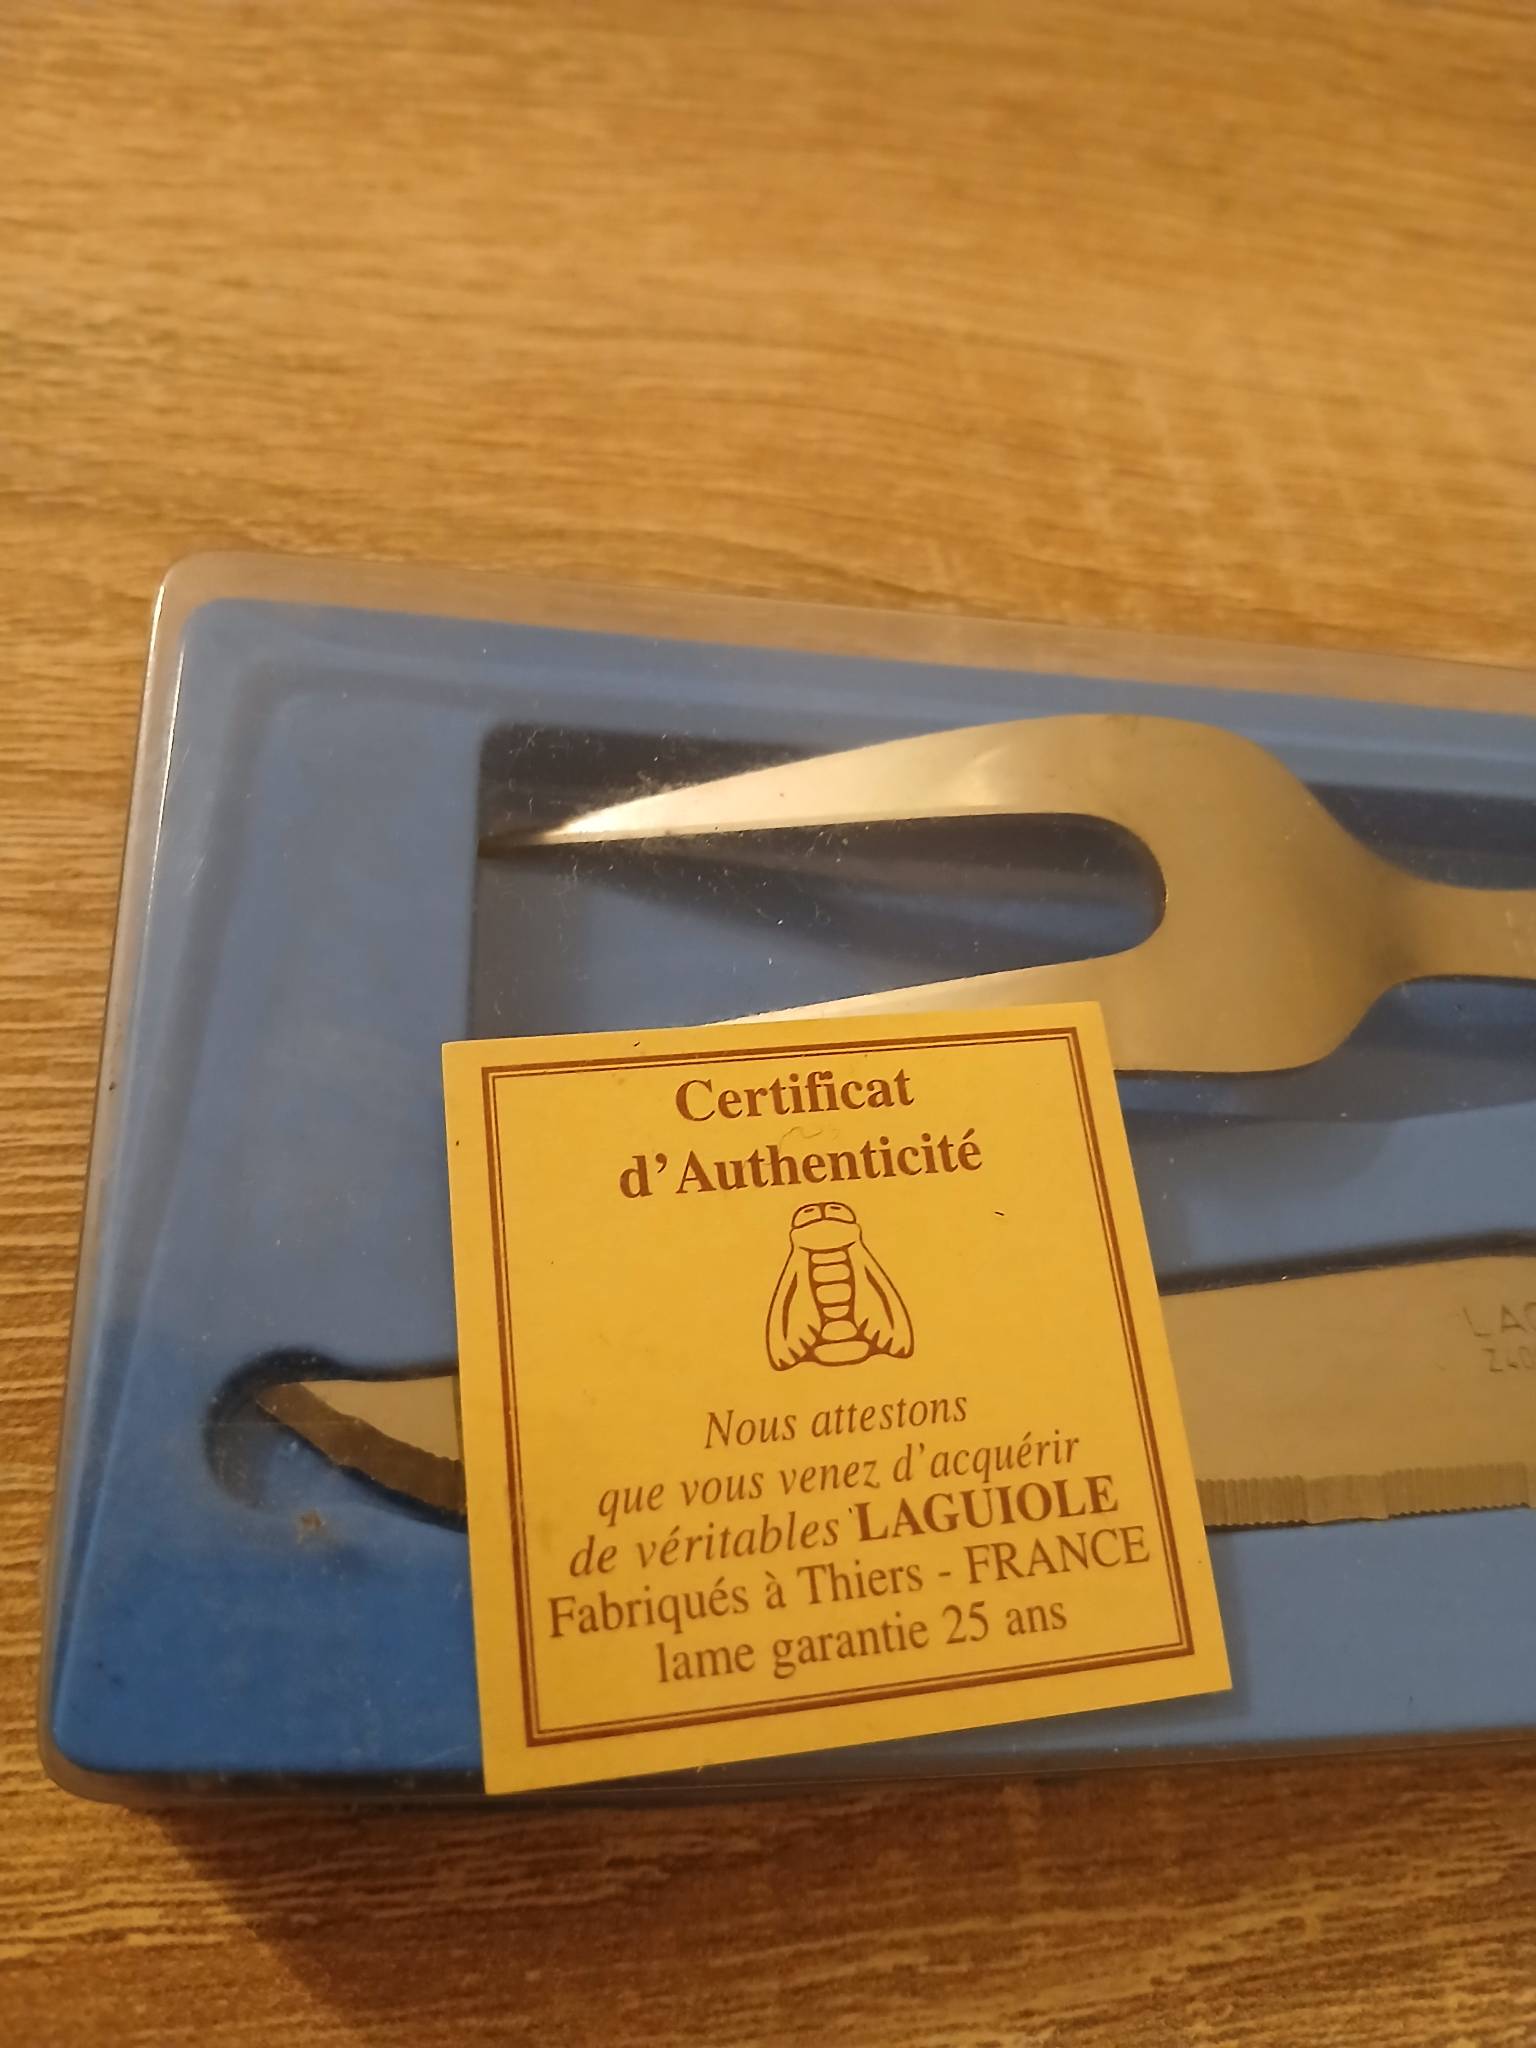 Certificat
d'Authenticité
Nous attestons
que vous venez d'acquérir
de véritables LAGUIOLE
Fabriqués à Thiers - FRANCE
lame garantie 25 ans